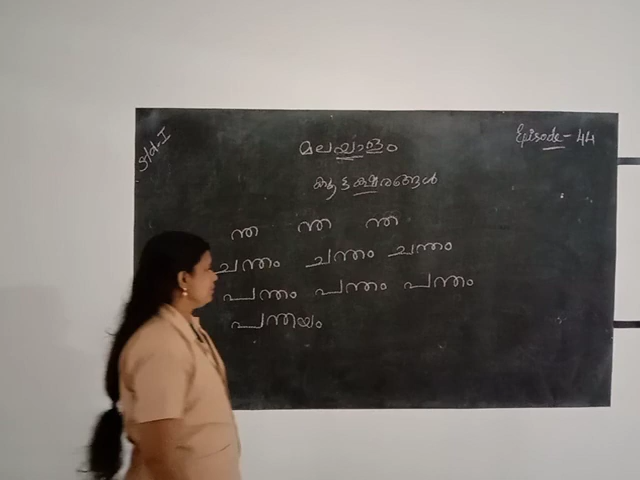 Std-I
മലയാളം
Episode-44
കൂട്ടക്ഷരങ്ങൾ
ന്ത ന്ത ന്ത
ചന്തം ചന്തം ചന്തം
പന്തം പന്തം പന്തം
പന്തയം